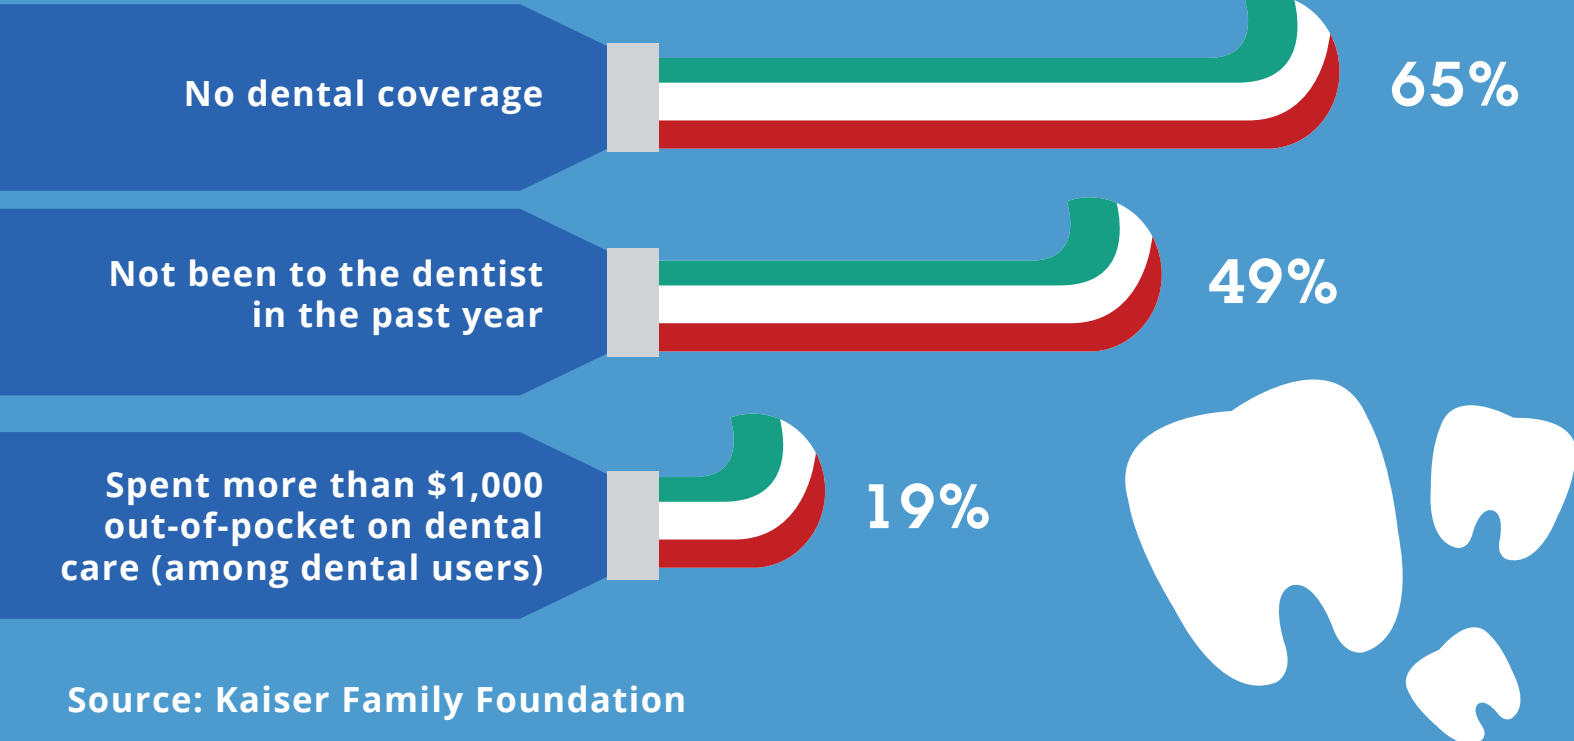 No dental coverage
65%
Not been to the dentist
in the past year
49%
Spent more than $1,000
out-of-pocket on dental
care (among dental users)
19%
Source: Kaiser Family Foundation